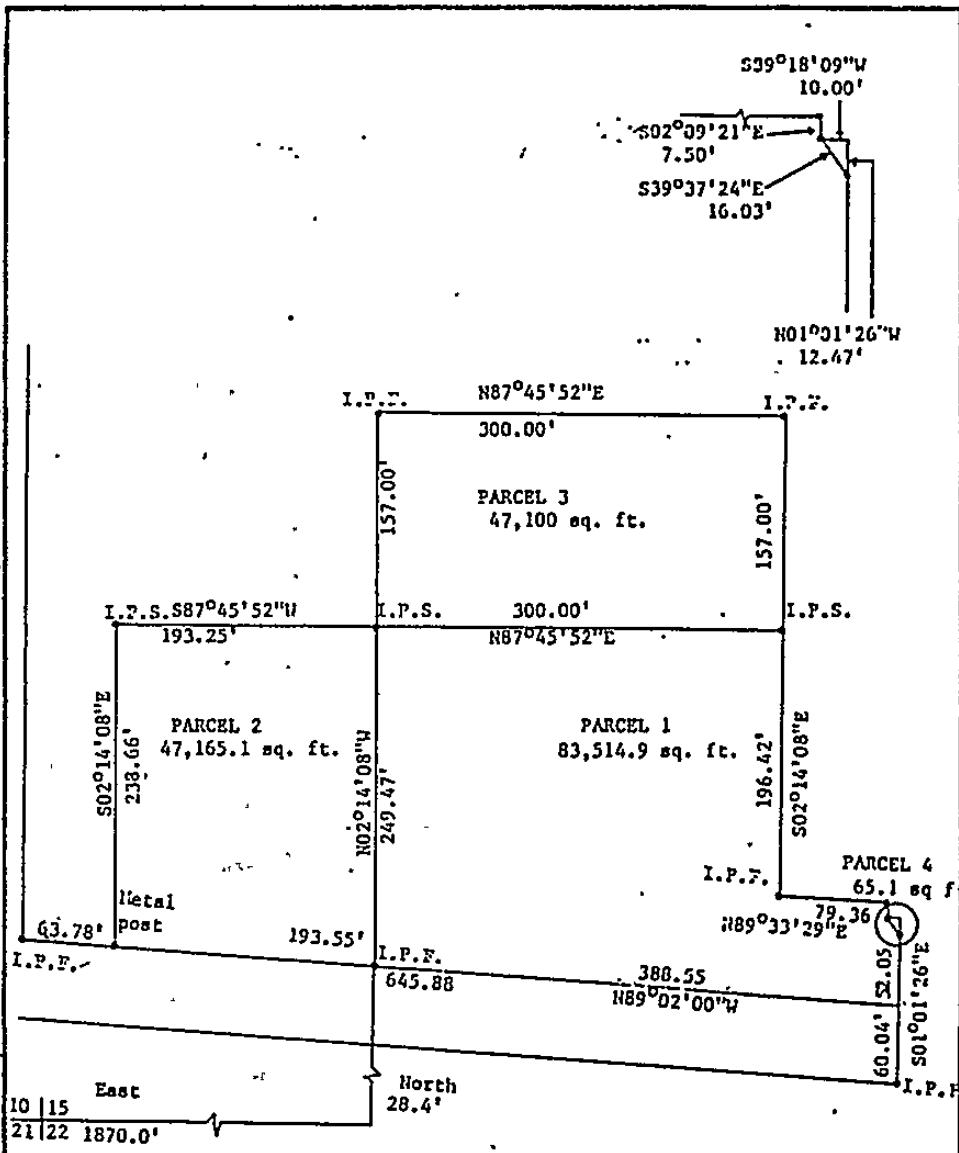 S39°18'09"W
10.00'
S02°09'21"E
7.50'
S39°37'24"E
16.03'
N01°01'26"W
12.47'
I.P.F.
N87°45'52"E
I.P.F.
300.00'
157.00'
PARCEL 3
47,100 sq. ft.
157.00'
I.P.S.
S87°45'52"W
I.P.S.
300.00'
I.P.S.
193.25'
N87°45'52"E
S02°14'08"E
238.66'
PARCEL 2
47,165.1 sq. ft.
N02°14'08"W
249.47'
PARCEL 1
83,514.9 sq. ft.
196.42'
S02°14'08"E
PARCEL 4
65.1 sq f
I.P.F.
79.36
N89°33'29"E
Metal
post
63.78'
193.55'
I.P.F.
I.P.F.
645.88
388.55
N89°02'00"W
52.05
S01°01'26"E
60.04'
I.P.F
East
North
28.4'
10 | 15
21 | 22 1870.0'